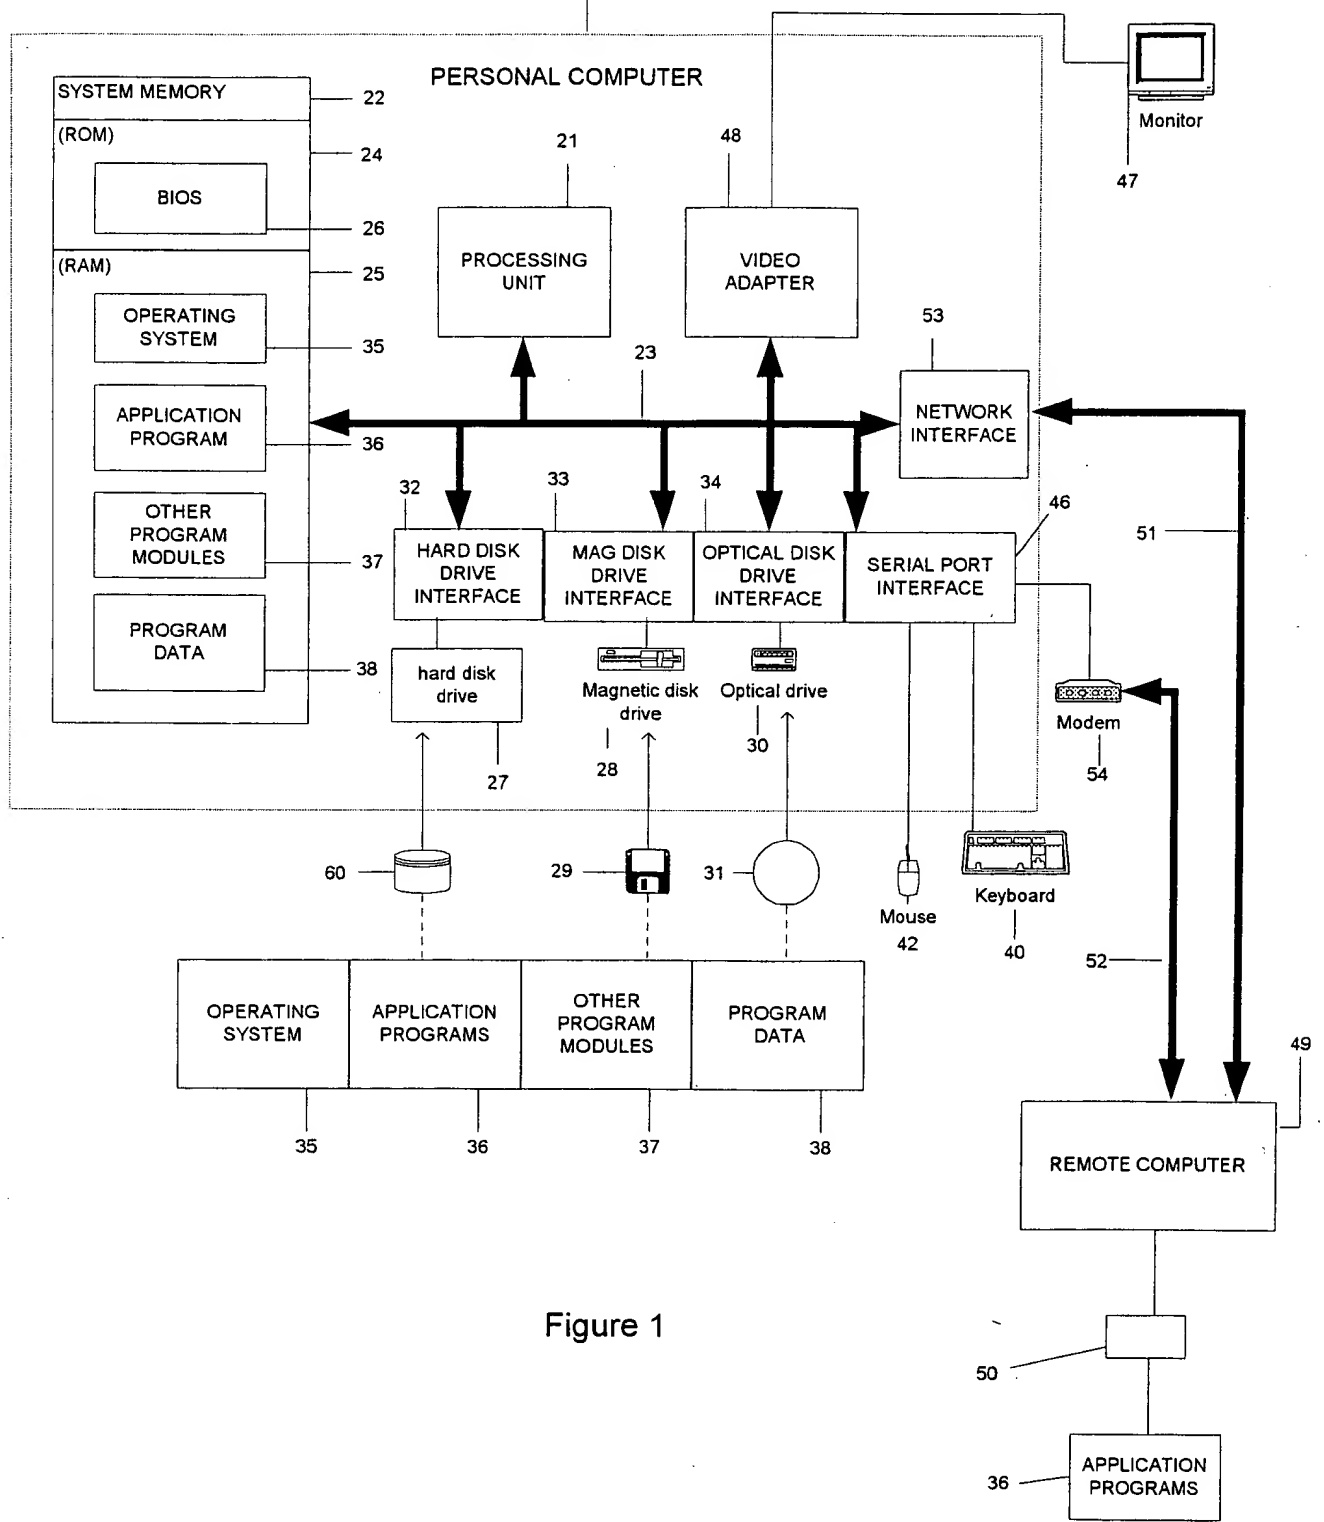 PERSONAL COMPUTER
SYSTEM MEMORY
22
(ROM)
24
BIOS
26
(RAM)
25
OPERATING
SYSTEM
35
APPLICATION
PROGRAM
36
OTHER
PROGRAM
MODULES
37
PROGRAM
DATA
38
21
PROCESSING
UNIT
48
VIDEO
ADAPTER
Monitor
47
23
53
NETWORK
INTERFACE
32
HARD DISK
DRIVE
INTERFACE
33
MAG DISK
DRIVE
INTERFACE
34
OPTICAL DISK
DRIVE
INTERFACE
46
SERIAL PORT
INTERFACE
51
hard disk
drive
27
Magnetic disk
drive
28
Optical drive
30
Modem
54
60
29
31
Mouse
42
Keyboard
40
52
OPERATING
SYSTEM
APPLICATION
PROGRAMS
OTHER
PROGRAM
MODULES
PROGRAM
DATA
35
36
37
38
49
REMOTE COMPUTER
50
36
APPLICATION
PROGRAMS
Figure 1